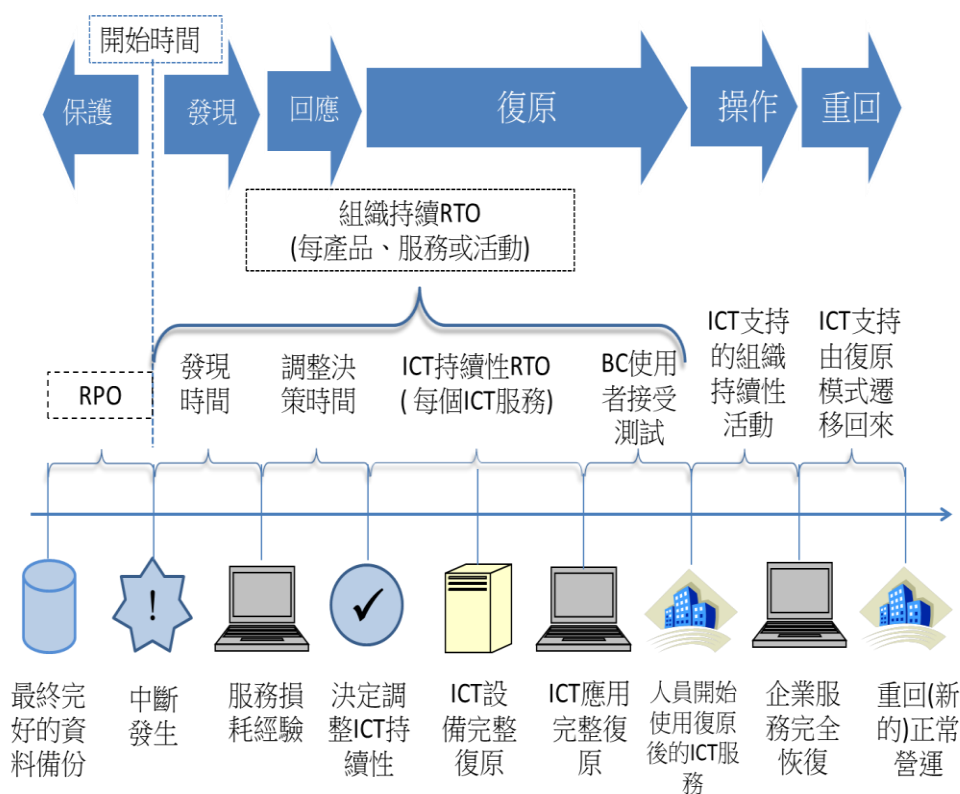 開始時間
保護
發現
回應
復原
操作
重回
組織持續RTO
(每產品、服務或活動)
RPO
發現
時間
調整決
策時間
ICT持續性RTO
( 每個ICT服務)
BC使用
者接受
測試
ICT支持
的組織
持續性
活動
ICT支持
由復原
模式遷
移回來
!
最終完
好的資
料備份
中斷
發生
服務損
耗經驗
決定調
整ICT持
續性
ICT設
備完整
復原
ICT應用
完整復
原
人員開始
使用復原
後的ICT服
務
企業服
務完全
恢復
重回(新
的)正常
營運